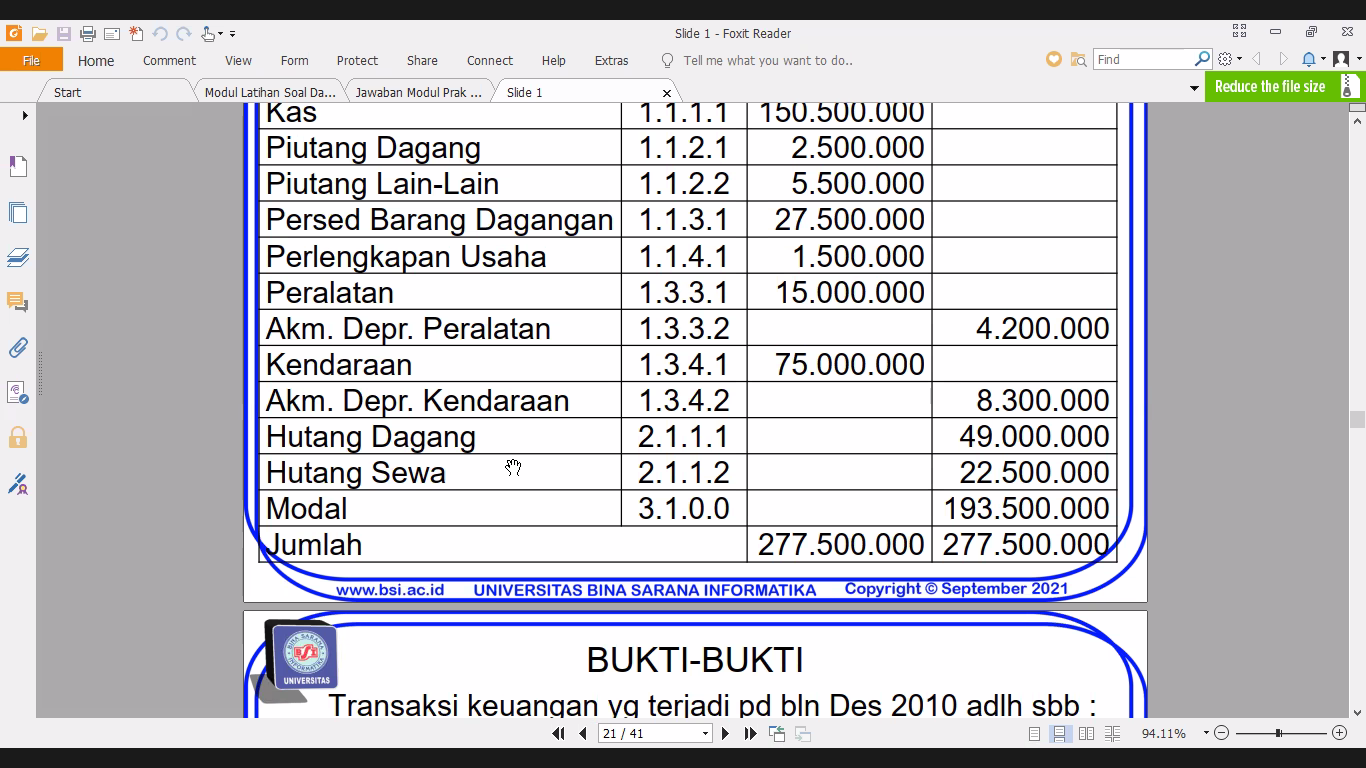 Slide 1 - Foxit Reader
File Home Comment View Form Protect Share Connect Help Extras Tell me what you want to do.. Find
Start Modul Latihan Soal Da... Jawaban Modul Prak ... Slide 1 Reduce the file size
Kas 1.1.1.1 150.500.000
Piutang Dagang 1.1.2.1 2.500.000
Piutang Lain-Lain 1.1.2.2 5.500.000
Persed Barang Dagangan 1.1.3.1 27.500.000
Perlengkapan Usaha 1.1.4.1 1.500.000
Peralatan 1.3.3.1 15.000.000
Akm. Depr. Peralatan 1.3.3.2 4.200.000
Kendaraan 1.3.4.1 75.000.000
Akm. Depr. Kendaraan 1.3.4.2 8.300.000
Hutang Dagang 2.1.1.1 49.000.000
Hutang Sewa 2.1.1.2 22.500.000
Modal 3.1.0.0 193.500.000
Jumlah 277.500.000 277.500.000
www.bsi.ac.id UNIVERSITAS BINA SARANA INFORMATIKA Copyright © September 2021
BINA SARANA
BSI
INFORMATIKA
UNIVERSITAS
BUKTI-BUKTI
Transaksi keuangan yg terjadi pd bln Des 2010 adlh sbb :
21 / 41 94.11%